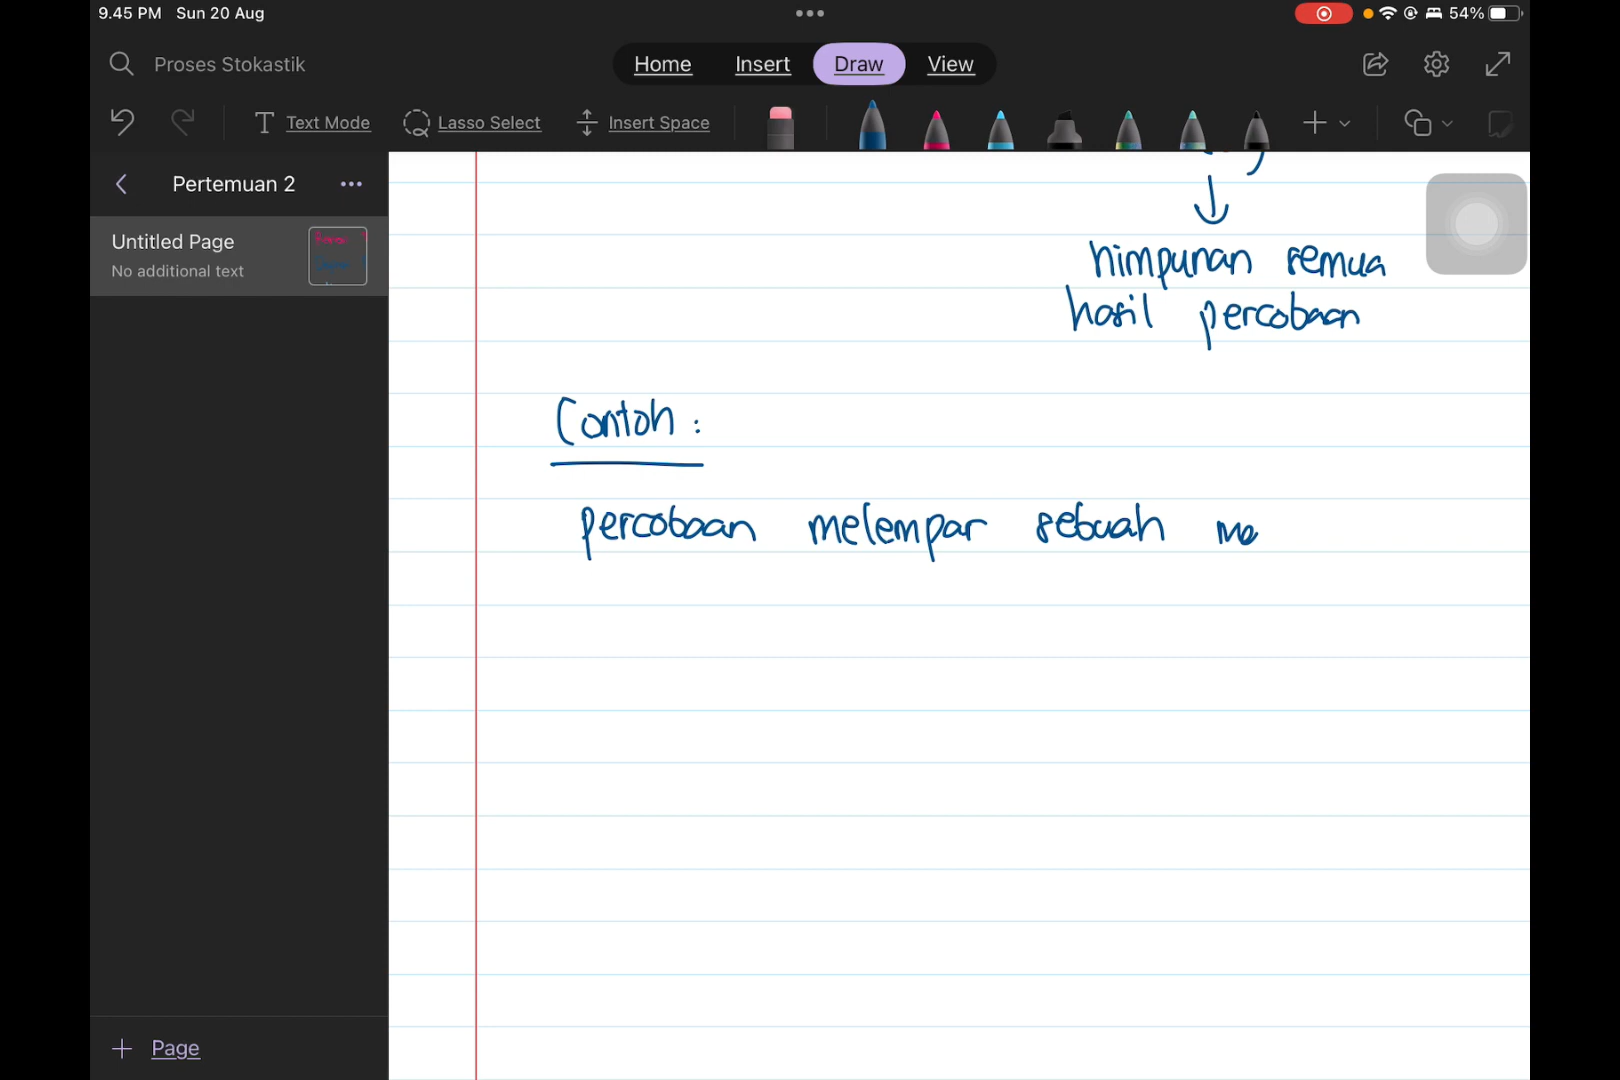 9.45 PM Sun 20 Aug
54%
Proses Stokastik
Home Insert Draw View
Text Mode Lasso Select Insert Space
Pertemuan 2
Untitled Page
No additional text
himpunan semua
hasil percobaan
Contoh :
percobaan melempar sebuah ma
Page